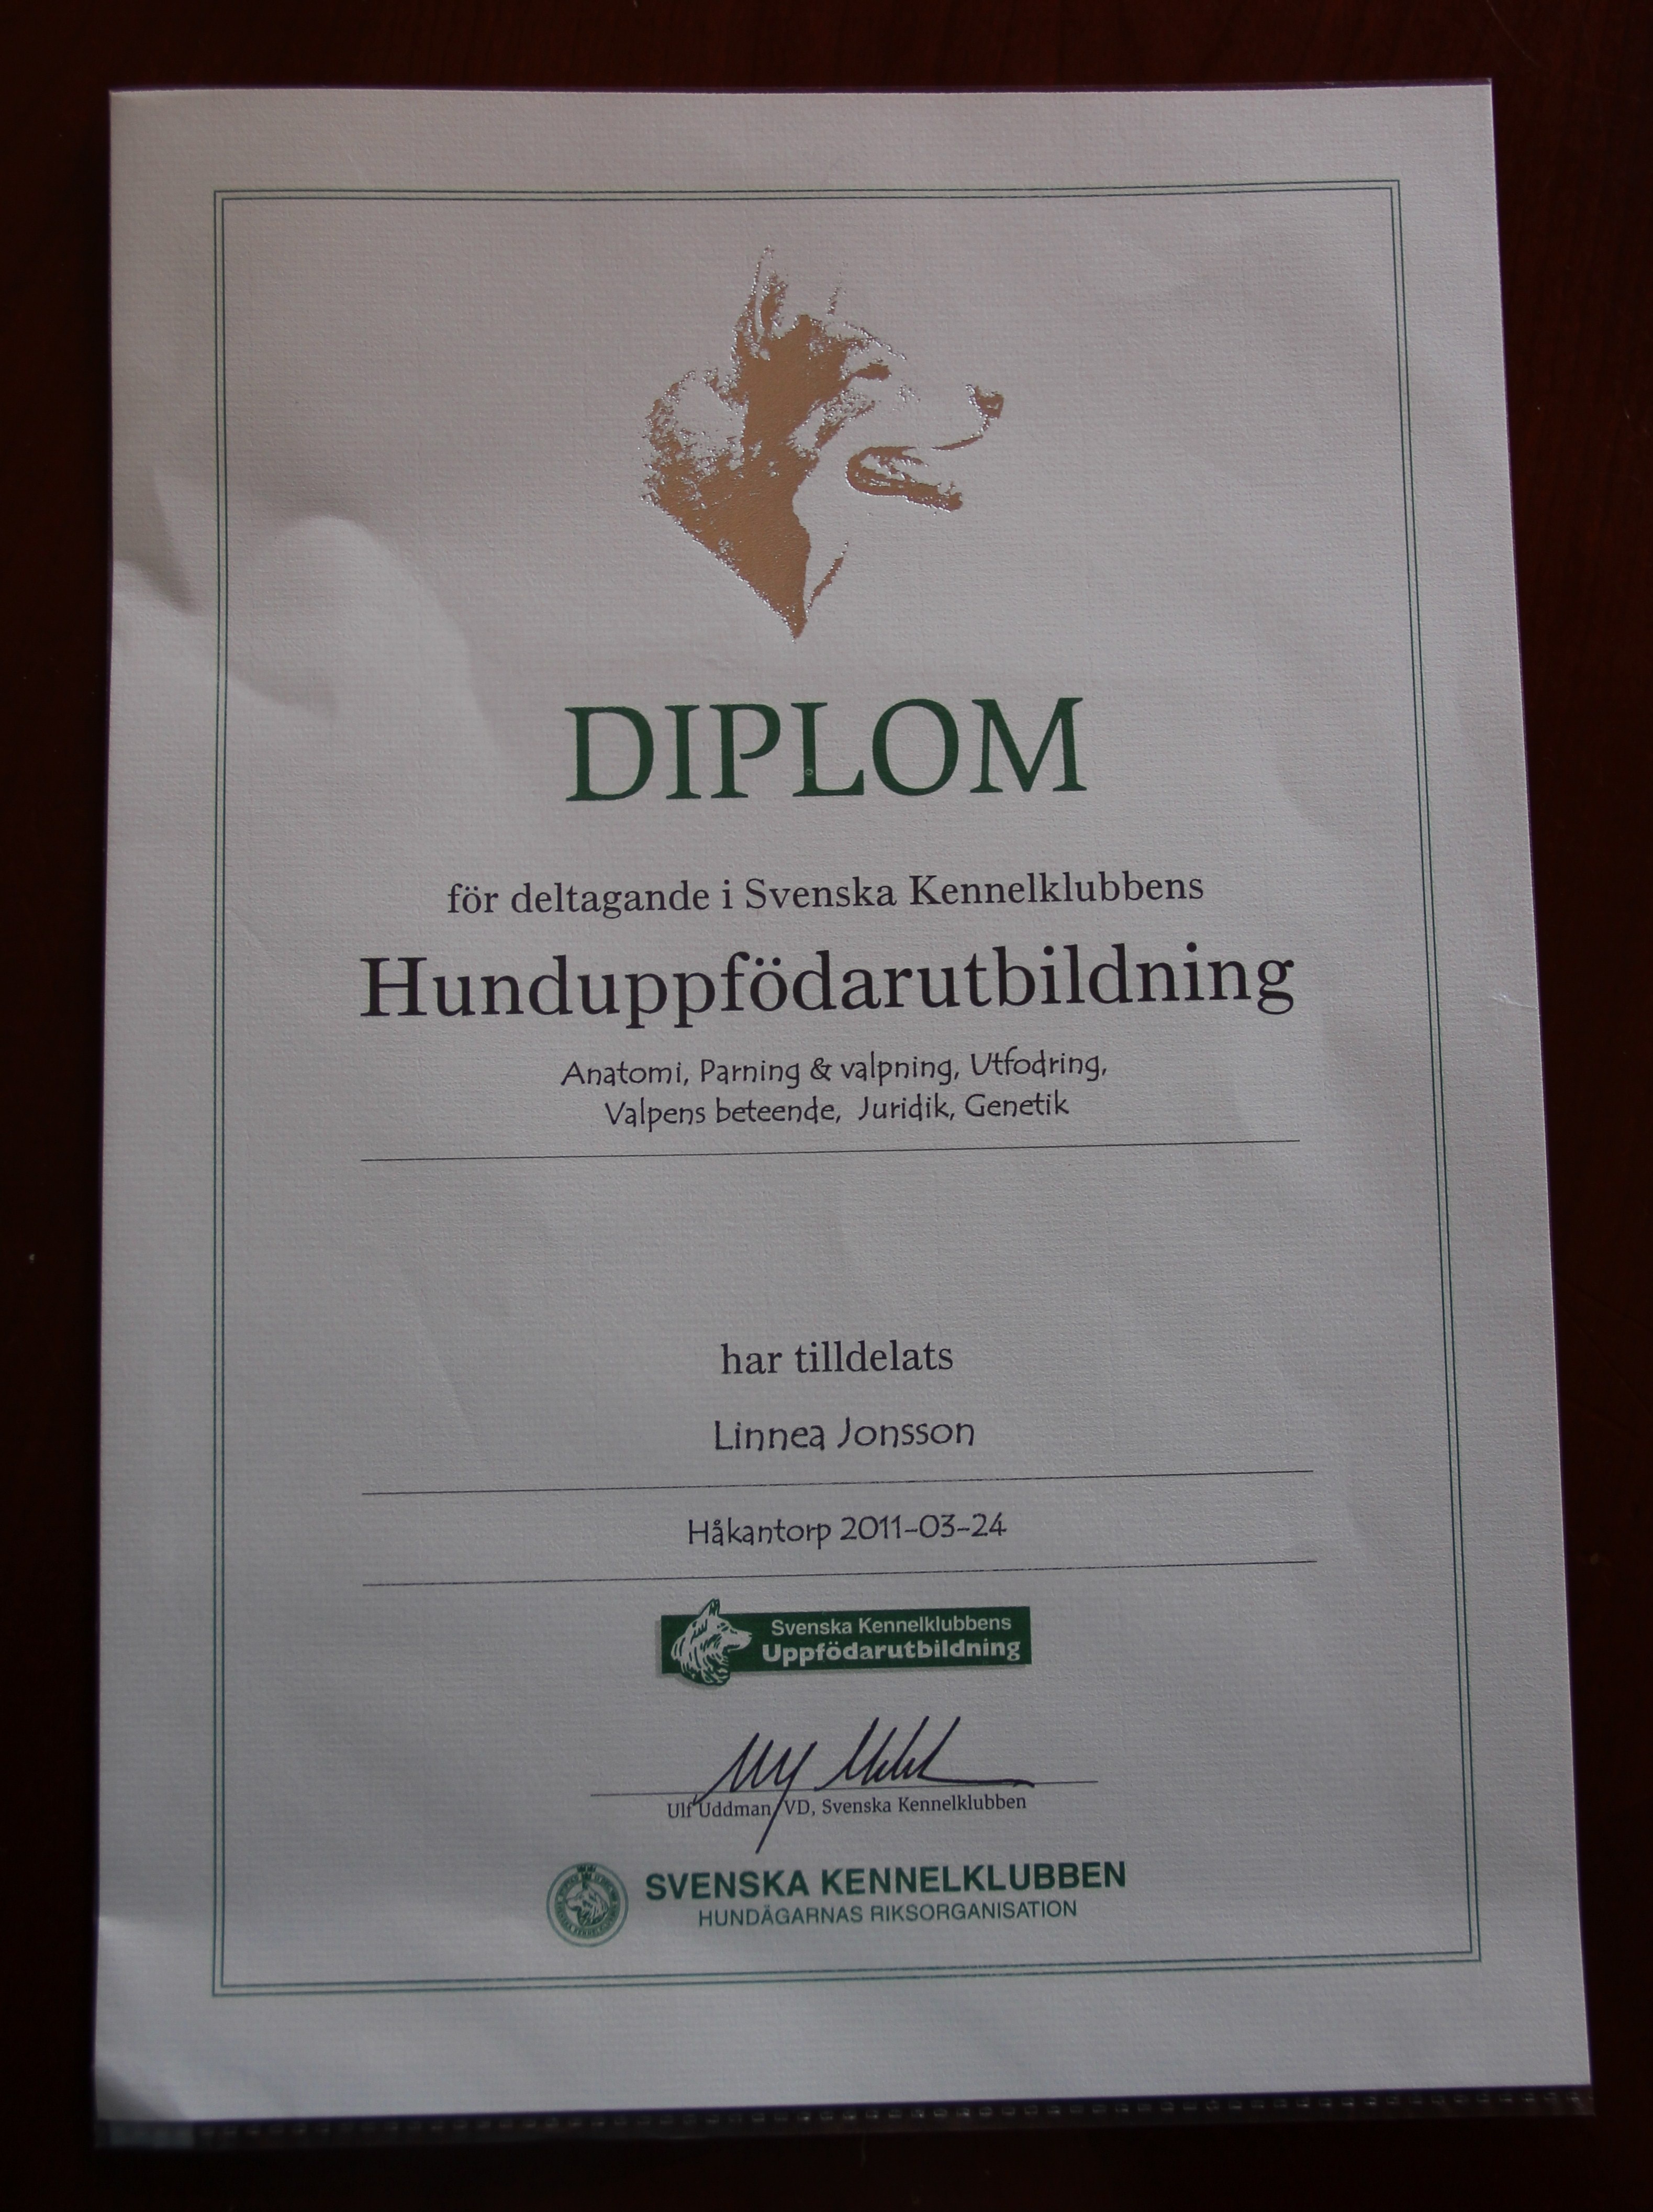 DIPLOM
för deltagande i Svenska Kennelklubbens
Hunduppfödarutbildning
Anatomi, Parning & valpning, Utfodring,
Valpens beteende, Juridik, Genetik
har tilldelats
Linnea Jonsson
Håkantorp 2011-03-24
Svenska Kennelklubbens
Uppfödarutbildning
Ulf Uddman, VD, Svenska Kennelklubben
SVENSKA KENNELKLUBBEN
HUNDÄGARNAS RIKSORGANISATION